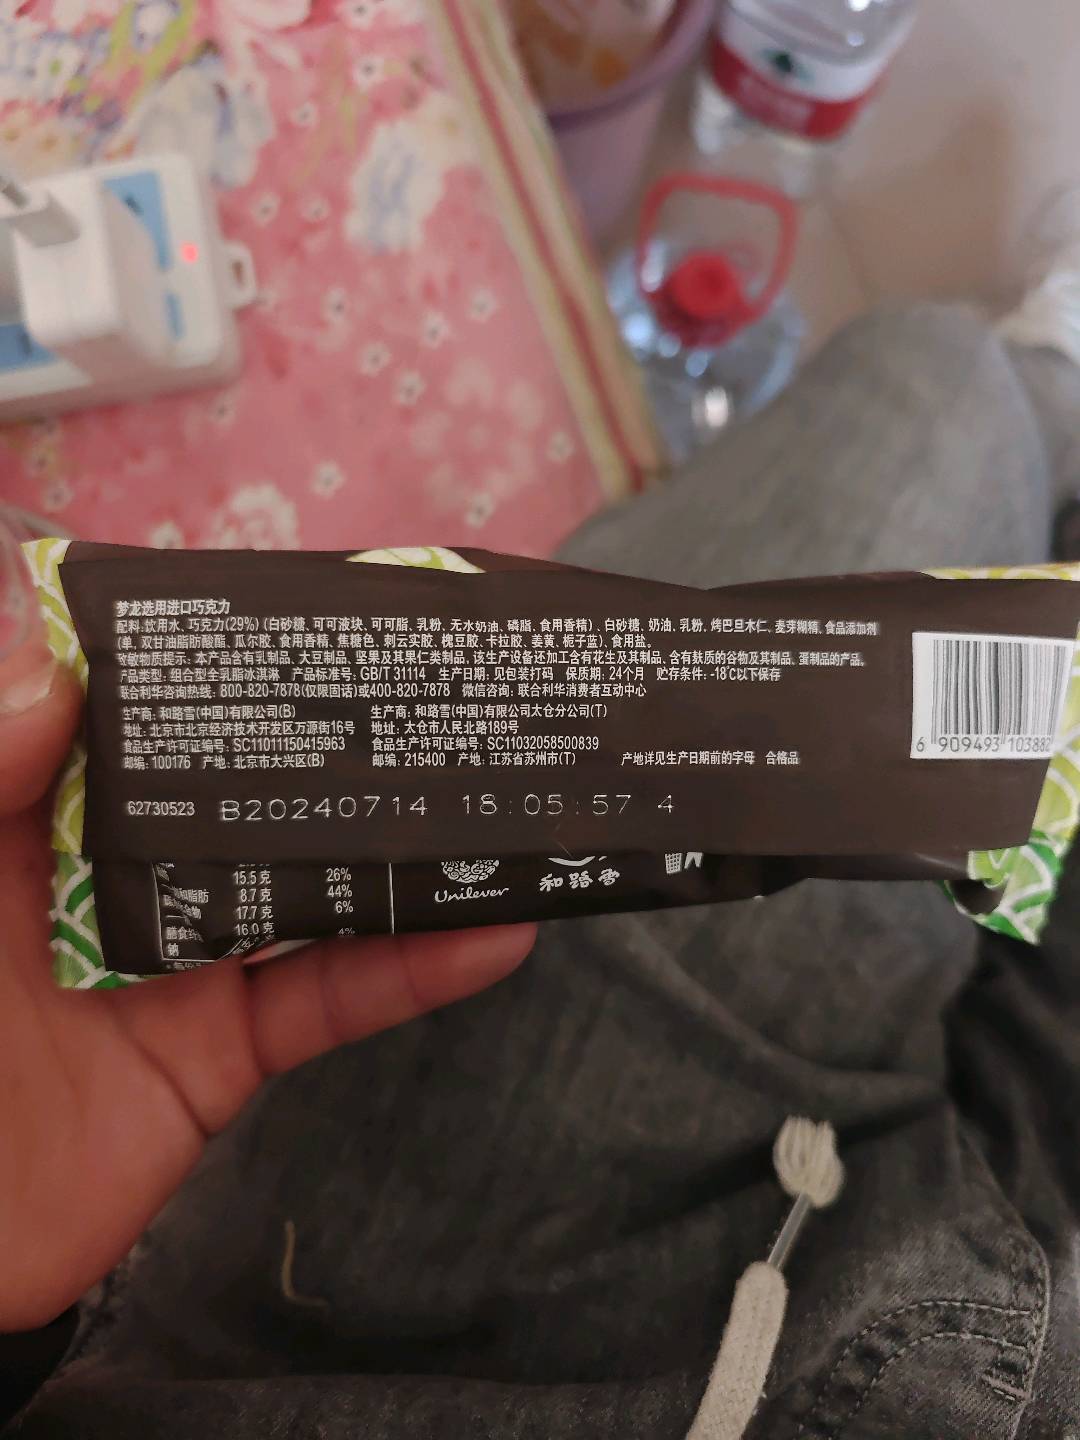 梦龙选用进口巧克力
配料:饮用水、巧克力(29%) (白砂糖、可可液块、可可脂、乳粉、无水奶油、磷脂、食用香精)、白砂糖、奶油、乳粉、烤巴旦木仁、麦芽糊精、食品添加剂
(单,双甘油脂肪酸酯、瓜尔胶、食用香精、焦糖色、刺云实胶、槐豆胶、卡拉胶、姜黄、栀子蓝)、食用盐。
致敏物质提示: 本产品含有乳制品、大豆制品、坚果及其果仁类制品,该生产设备还加工含有花生及其制品、含有麸质的谷物及其制品、蛋制品的产品。
产品类型: 组合型全乳脂冰淇淋 产品标准号: GB/T 31114 生产日期: 见包装打码 保质期: 24个月 贮存条件: -18℃以下保存
联合利华咨询热线: 800-820-7878(仅限固话)或400-820-7878 微信咨询: 联合利华消费者互动中心
生产商: 和路雪(中国)有限公司(B) 生产商: 和路雪(中国)有限公司太仓分公司(T)
地址: 北京市北京经济技术开发区万源街16号 地址: 太仓市人民北路189号
食品生产许可证编号: SC11011150415963 食品生产许可证编号: SC11032058500839
邮编: 100176 产地: 北京市大兴区(B) 邮编: 215400 产地: 江苏省苏州市(T) 产地详见生产日期前的字母 合格品
6 909493 103882
62730523 B20240714 18:05:57 4
15.5 克 26%
脂肪 8.7 克 44%
17.7 克 6%
膳食 16.0 克
钠 4%
Unilever 和路雪